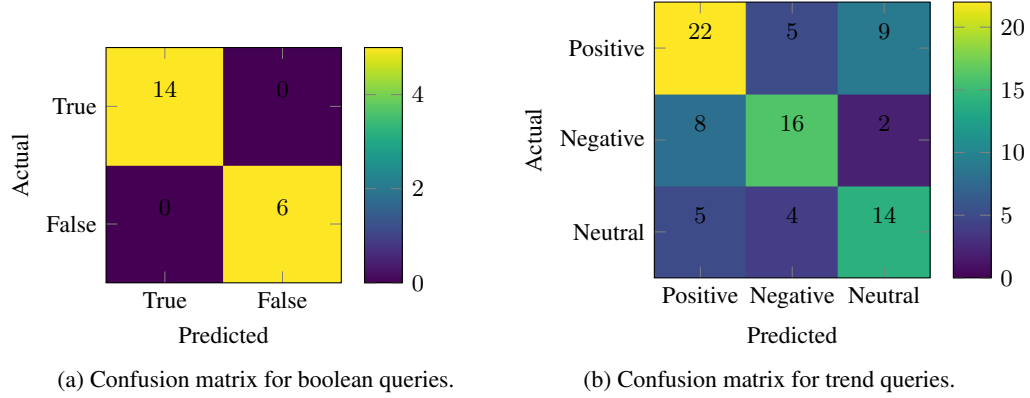 True
False
Actual
14 0
0 6
True False
Predicted
4
2
0
(a) Confusion matrix for boolean queries.
Positive
Negative
Neutral
Actual
22 5 9
8 16 2
5 4 14
Positive Negative Neutral
Predicted
20
15
10
5
0
(b) Confusion matrix for trend queries.